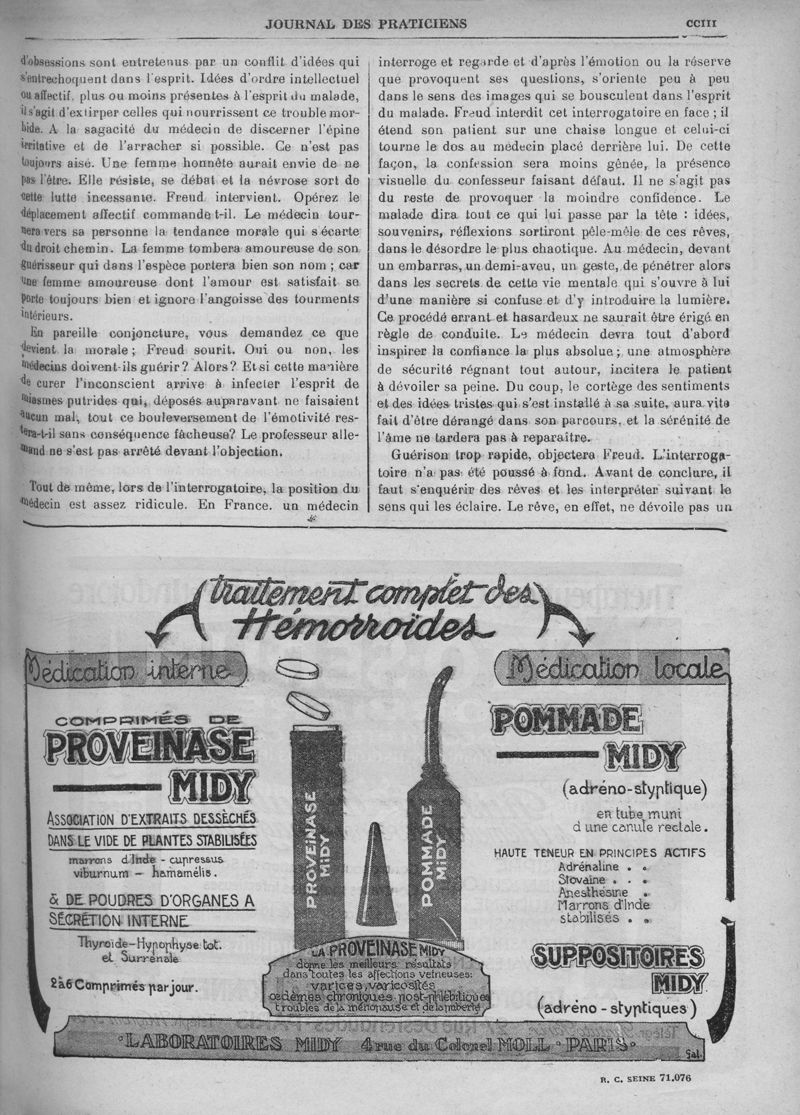 JOURNAL DES PRATICIENS
CCIII
d'obsessions sont entretenus par un conflit d'idées qui
s'entrechoquent dans l'esprit. Idées d'ordre intellectuel
ou affectif, plus ou moins présentes à l'esprit du malade,
il s'agit d'extirper celles qui nourrissent ce trouble mor-
bide. A la sagacité du médecin de discerner l'épine
irritative et de l'arracher si possible. Ce n'est pas
toujours aisé. Une femme honnête aurait envie de ne
pas l'être. Elle résiste, se débat et la névrose sort de
cette lutte incessante. Freud intervient. Opérez le
déplacement affectif commande t-il. Le médecin tour-
nera vers sa personne la tendance morale qui s'écarte
du droit chemin. La femme tombera amoureuse de son
guérisseur qui dans l'espèce portera bien son nom ; car
une femme amoureuse dont l'amour est satisfait se
porte toujours bien et ignore l'angoisse des tourments
intérieurs.
En pareille conjoncture, vous demandez ce que
devient la morale ; Freud sourit. Oui ou non, les
médecins doivent-ils guérir ? Alors ? Et si cette manière
de curer l'inconscient arrive à infecter l'esprit de
miasmes putrides qui, déposés auparavant ne faisaient
aucun mal, tout ce bouleversement de l'émotivité res-
tera-t-il sans conséquence fâcheuse? Le professeur alle-
mand ne s'est pas arrêté devant l'objection.
Tout de même, lors de l'interrogatoire, la position du
médecin est assez ridicule. En France, un médecin
interroge et regarde et d'après l'émotion ou la réserve
que provoquent ses questions, s'oriente peu à peu
dans le sens des images qui se bousculent dans l'esprit
du malade. Freud interdit cet interrogatoire en face ; il
étend son patient sur une chaise longue et celui-ci
tourne le dos au médecin placé derrière lui. De cette
façon, la confession sera moins gênée, la présence
visuelle du confesseur faisant défaut. Il ne s'agit pas
du reste de provoquer la moindre confidence. Le
malade dira tout ce qui lui passe par la tête : idées,
souvenirs, réflexions sortiront pêle-mêle de ces rêves,
dans le désordre le plus chaotique. Au médecin, devant
un embarras, un demi-aveu, un geste, de pénétrer alors
dans les secrets de cette vie mentale qui s'ouvre à lui
d'une manière si confuse et d'y introduire la lumière.
Ce procédé errant et hasardeux ne saurait être érigé en
règle de conduite. Le médecin devra tout d'abord
inspirer la confiance la plus absolue ; une atmosphère
de sécurité régnant tout autour, incitera le patient
à dévoiler sa peine. Du coup, le cortège des sentiments
et des idées tristes qui s'est installé à sa suite, aura vite
fait d'être dérangé dans son parcours, et la sérénité de
l'âme ne tardera pas à reparaître.
Guérison trop rapide, objectera Freud. L'interroga-
toire n'a pas été poussé à fond. Avant de conclure, il
faut s'enquérir des rêves et les interpréter suivant le
sens qui les éclaire. Le rêve, en effet, ne dévoile pas un
traitement complet des
Hémorroïdes
Médication interne
COMPRIMÉS DE
PROVEINASE
MIDY
ASSOCIATION D'EXTRAITS DESSÈCHÉS
DANS LE VIDE DE PLANTES STABILISÉES
marrons d'Inde - cupressus
viburnum - hamamélis.
& DE POUDRES D'ORGANES A
SÉCRÉTION INTERNE
Thyroïde-Hypophyse tot.
et Surrénale
2 à 6 Comprimés par jour.
PROVEINASE
MIDY
POMMADE
MIDY
LA PROVEINASE MIDY
donne les meilleurs résultats
dans toutes les affections veineuses:
varices, varicosités
œdèmes chroniques post-phlébitiques
troubles de la ménopause et de la puberté
Médication locale
POMMADE
MIDY
(adréno-styptique)
en tube muni
d'une canule rectale.
HAUTE TENEUR EN PRINCIPES ACTIFS
Adrénaline . .
Stovaïne . . .
Anesthésine .
Marrons d'Inde
stabilisés . .
SUPPOSITOIRES
MIDY
(adréno-styptiques)
LABORATOIRES MIDY 4 rue du Colonel MOLL - PARIS
Gal.
R. C. SEINE 71.076